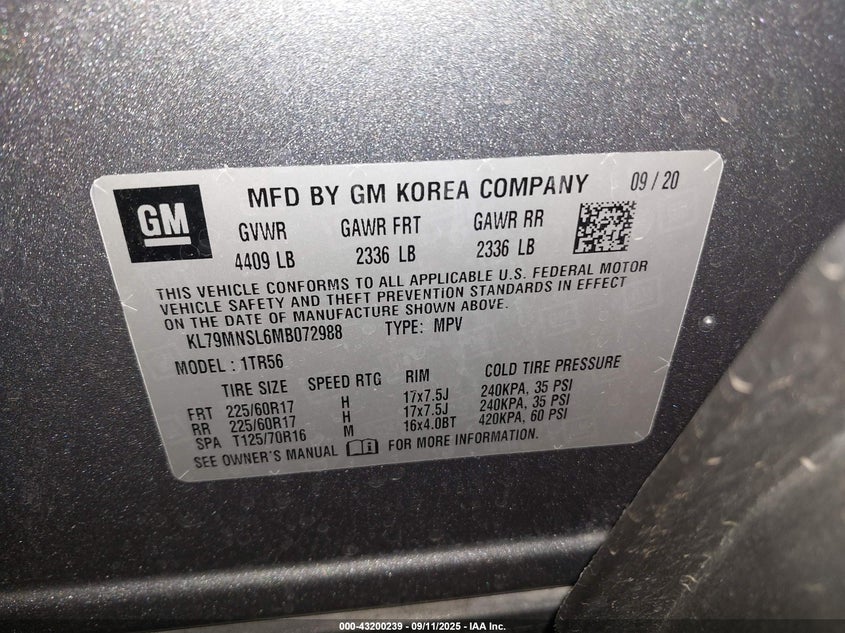 GM
MFD BY GM KOREA COMPANY 09 / 20
GVWR GAWR FRT GAWR RR
4409 LB 2336 LB 2336 LB
THIS VEHICLE CONFORMS TO ALL APPLICABLE U.S. FEDERAL MOTOR
VEHICLE SAFETY AND THEFT PREVENTION STANDARDS IN EFFECT
ON THE DATE OF MANUFACTURE SHOWN ABOVE.
KL79MNSL6MB072988 TYPE: MPV
MODEL : 1TR56
TIRE SIZE SPEED RTG RIM COLD TIRE PRESSURE
FRT 225/60R17 H 17x7.5J 240KPA, 35 PSI
RR 225/60R17 H 17x7.5J 240KPA, 35 PSI
SPA T125/70R16 M 16x4.0BT 420KPA, 60 PSI
SEE OWNER'S MANUAL FOR MORE INFORMATION.
000-43200239 - 09/11/2025 - IAA Inc.